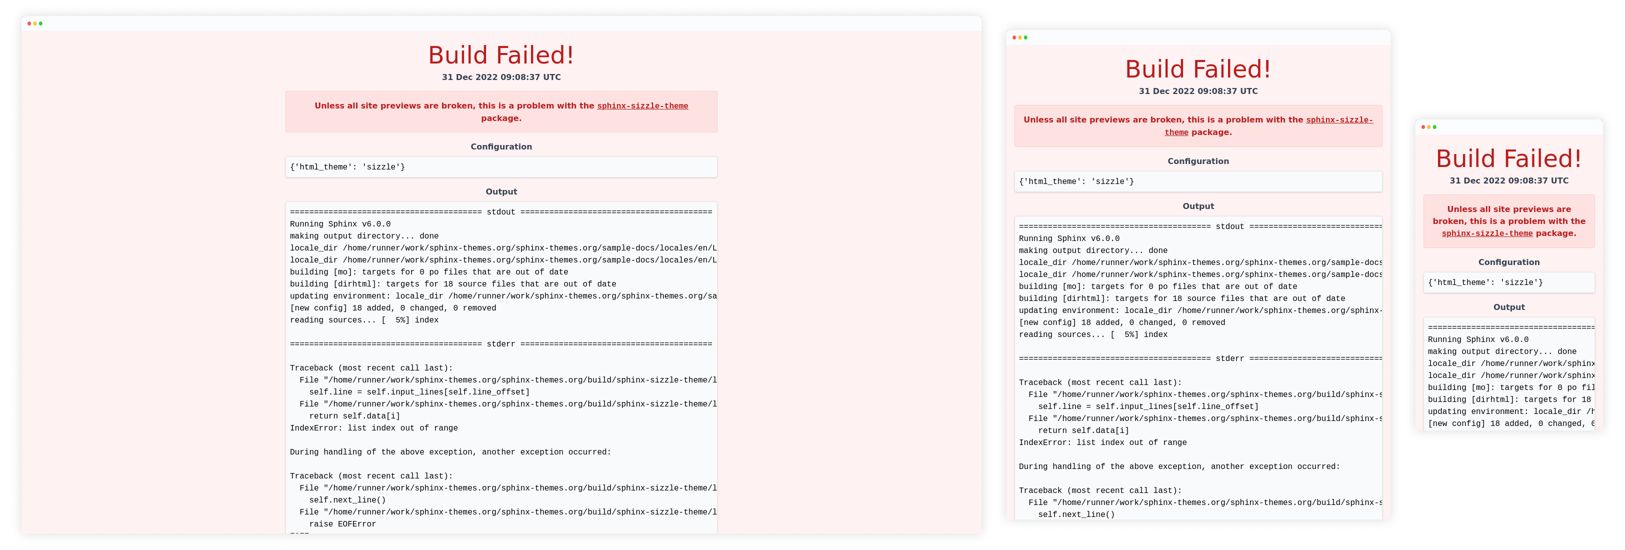 Build Failed!
31 Dec 2022 09:08:37 UTC
Unless all site previews are broken, this is a problem with the sphinx-sizzle-theme
package.
Configuration
{'html_theme': 'sizzle'}
Output
======================================== stdout ========================================
Running Sphinx v6.0.0
making output directory... done
locale_dir /home/runner/work/sphinx-themes.org/sphinx-themes.org/sample-docs/locales/en/L
locale_dir /home/runner/work/sphinx-themes.org/sphinx-themes.org/sample-docs/locales/en/L
building [mo]: targets for 0 po files that are out of date
building [dirhtml]: targets for 18 source files that are out of date
updating environment: locale_dir /home/runner/work/sphinx-themes.org/sphinx-themes.org/sa
[new config] 18 added, 0 changed, 0 removed
reading sources... [  5%] index
======================================== stderr ========================================
Traceback (most recent call last):
  File "/home/runner/work/sphinx-themes.org/sphinx-themes.org/build/sphinx-sizzle-theme/l
    self.line = self.input_lines[self.line_offset]
  File "/home/runner/work/sphinx-themes.org/sphinx-themes.org/build/sphinx-sizzle-theme/l
    return self.data[i]
IndexError: list index out of range
During handling of the above exception, another exception occurred:
Traceback (most recent call last):
  File "/home/runner/work/sphinx-themes.org/sphinx-themes.org/build/sphinx-sizzle-theme/l
    self.next_line()
  File "/home/runner/work/sphinx-themes.org/sphinx-themes.org/build/sphinx-sizzle-theme/l
    raise EOFError
Build Failed!
31 Dec 2022 09:08:37 UTC
Unless all site previews are broken, this is a problem with the sphinx-sizzle-
theme package.
Configuration
{'html_theme': 'sizzle'}
Output
======================================== stdout ============================
Running Sphinx v6.0.0
making output directory... done
locale_dir /home/runner/work/sphinx-themes.org/sphinx-themes.org/sample-docs
locale_dir /home/runner/work/sphinx-themes.org/sphinx-themes.org/sample-docs
building [mo]: targets for 0 po files that are out of date
building [dirhtml]: targets for 18 source files that are out of date
updating environment: locale_dir /home/runner/work/sphinx-themes.org/sphinx-
[new config] 18 added, 0 changed, 0 removed
reading sources... [  5%] index
======================================== stderr ============================
Traceback (most recent call last):
  File "/home/runner/work/sphinx-themes.org/sphinx-themes.org/build/sphinx-s
    self.line = self.input_lines[self.line_offset]
  File "/home/runner/work/sphinx-themes.org/sphinx-themes.org/build/sphinx-s
    return self.data[i]
IndexError: list index out of range
During handling of the above exception, another exception occurred:
Traceback (most recent call last):
  File "/home/runner/work/sphinx-themes.org/sphinx-themes.org/build/sphinx-s
    self.next_line()
Build Failed!
31 Dec 2022 09:08:37 UTC
Unless all site previews are
broken, this is a problem with the
sphinx-sizzle-theme package.
Configuration
{'html_theme': 'sizzle'}
Output
===================================
Running Sphinx v6.0.0
making output directory... done
locale_dir /home/runner/work/sphinx
locale_dir /home/runner/work/sphinx
building [mo]: targets for 0 po fil
building [dirhtml]: targets for 18
updating environment: locale_dir /h
[new config] 18 added, 0 changed, 0